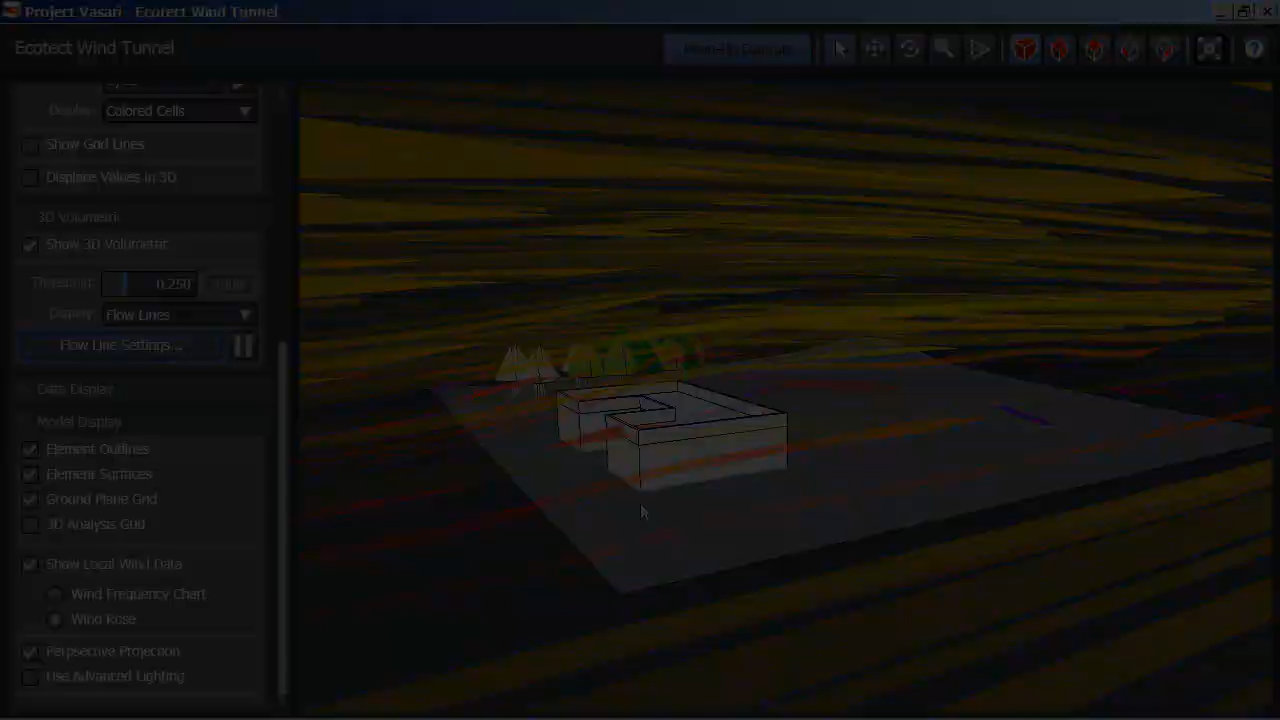 Project Vasari - Ecotect Wind Tunnel
Ecotect Wind Tunnel
Display: Colored Cells
Show Grid Lines
Displace Values in 3D
3D Volumetric
Show 3D Volumetric
Threshold: 0.250
Display: Flow Lines
Flow Line Settings...
Data Display
Model Display
Element Outlines
Element Surfaces
Ground Plane Grid
3D Analysis Grid
Show Local Wind Data
Wind Frequency Chart
Wind Rose
Perpsective Projection
Use Advanced Lighting